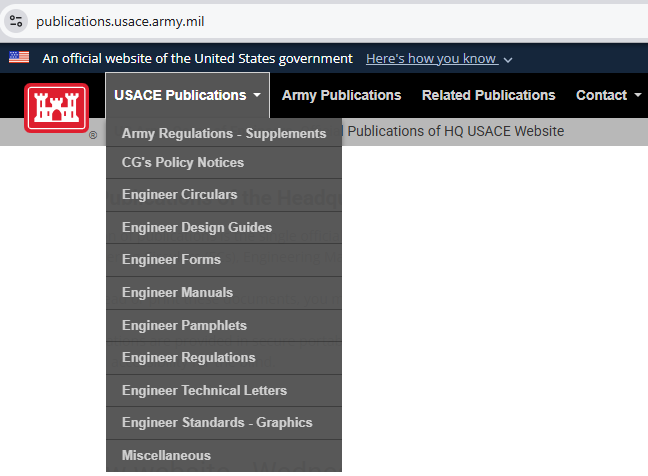 publications.usace.army.mil
An official website of the United States government Here's how you know
USACE Publications Army Publications Related Publications Contact
® Publications of HQ USACE Website
Army Regulations - Supplements
CG's Policy Notices
Engineer Circulars
Engineer Design Guides
Engineer Forms
Engineer Manuals
Engineer Pamphlets
Engineer Regulations
Engineer Technical Letters
Engineer Standards - Graphics
Miscellaneous